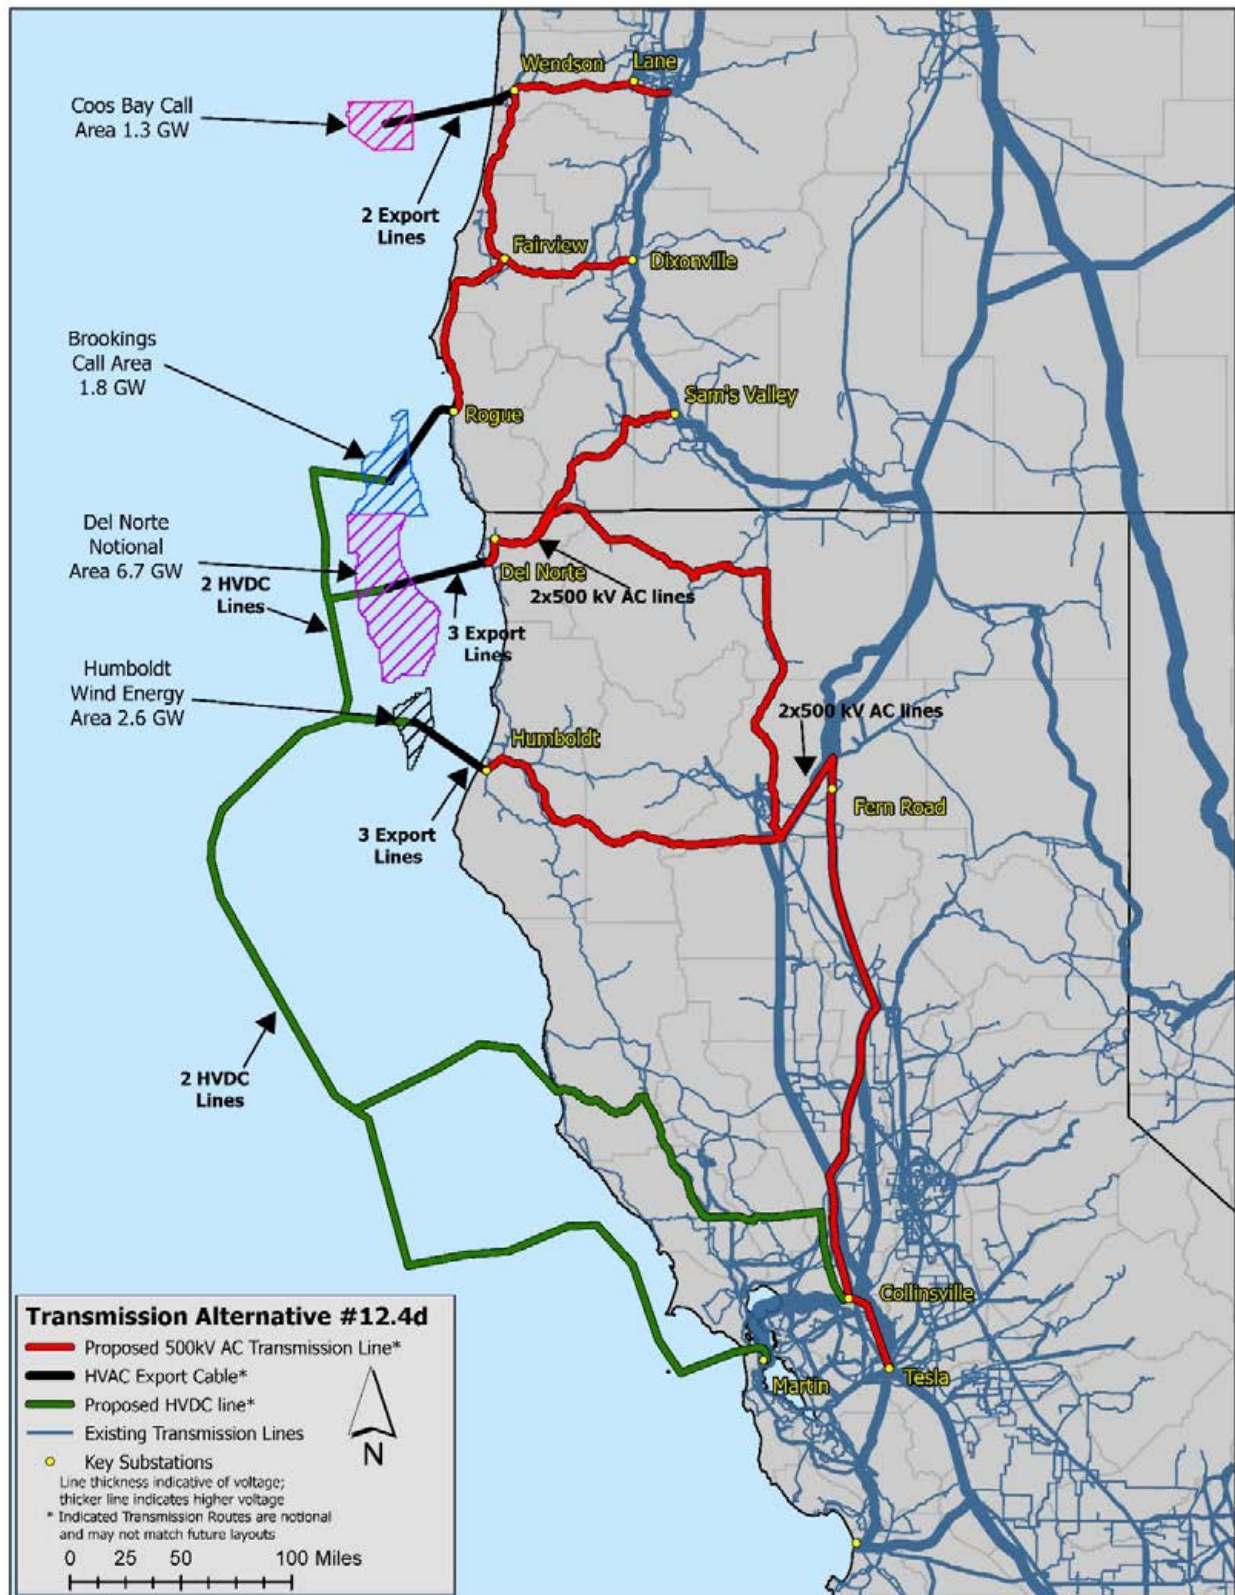 Wendson
Lane
Coos Bay Call
Area 1.3 GW
2 Export
Lines
Fairview
Dixonville
Brookings
Call Area
1.8 GW
Rogue
Sam's Valley
Del Norte
Notional
Area 6.7 GW
2 HVDC
Lines
Del Norte
2x500 kV AC lines
3 Export
Lines
Humboldt
Wind Energy
Area 2.6 GW
2x500 kV AC lines
Humboldt
Fern Road
3 Export
Lines
2 HVDC
Lines
Collinsville
Martin
Tesla
Transmission Alternative #12.4d
Proposed 500kV AC Transmission Line*
HVAC Export Cable*
Proposed HVDC line*
Existing Transmission Lines
Key Substations
N
Line thickness indicative of voltage;
thicker line indicates higher voltage
* Indicated Transmission Routes are notional
and may not match future layouts
0 25 50 100 Miles